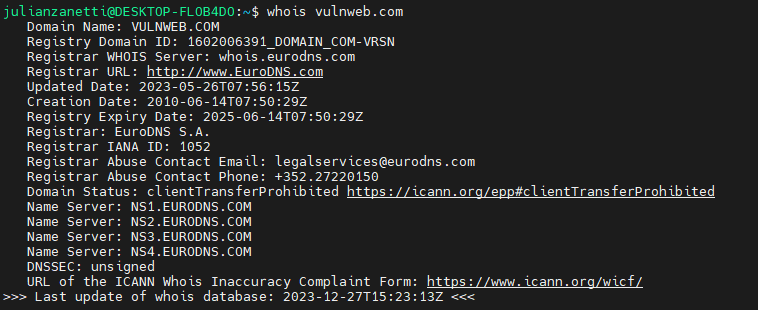 julianzanetti@DESKTOP-FLOB4DO:~$ whois vulnweb.com
Domain Name: VULNWEB.COM
Registry Domain ID: 1602006391_DOMAIN_COM-VRSN
Registrar WHOIS Server: whois.eurodns.com
Registrar URL: http://www.EuroDNS.com
Updated Date: 2023-05-26T07:56:15Z
Creation Date: 2010-06-14T07:50:29Z
Registry Expiry Date: 2025-06-14T07:50:29Z
Registrar: EuroDNS S.A.
Registrar IANA ID: 1052
Registrar Abuse Contact Email: legalservices@eurodns.com
Registrar Abuse Contact Phone: +352.27220150
Domain Status: clientTransferProhibited https://icann.org/epp#clientTransferProhibited
Name Server: NS1.EURODNS.COM
Name Server: NS2.EURODNS.COM
Name Server: NS3.EURODNS.COM
Name Server: NS4.EURODNS.COM
DNSSEC: unsigned
URL of the ICANN Whois Inaccuracy Complaint Form: https://www.icann.org/wicf/
>>> Last update of whois database: 2023-12-27T15:23:13Z <<<